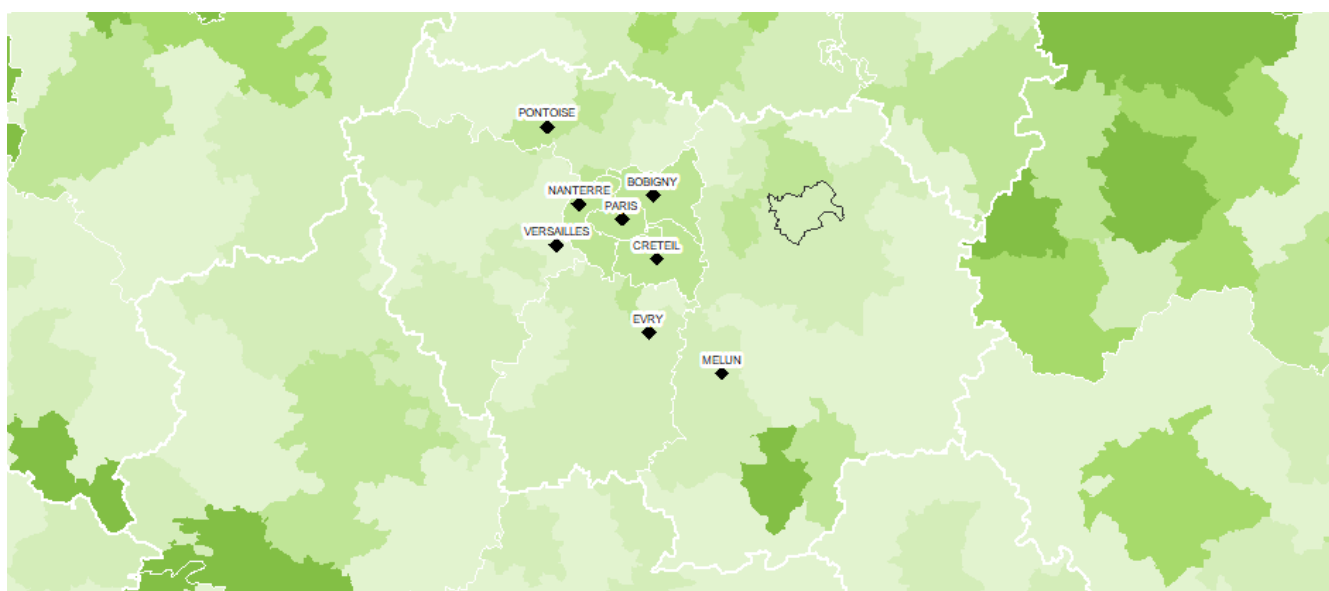 PONTOISE
BOBIGNY
NANTERRE
PARIS
VERSAILLES
CRETEIL
EVRY
MELUN